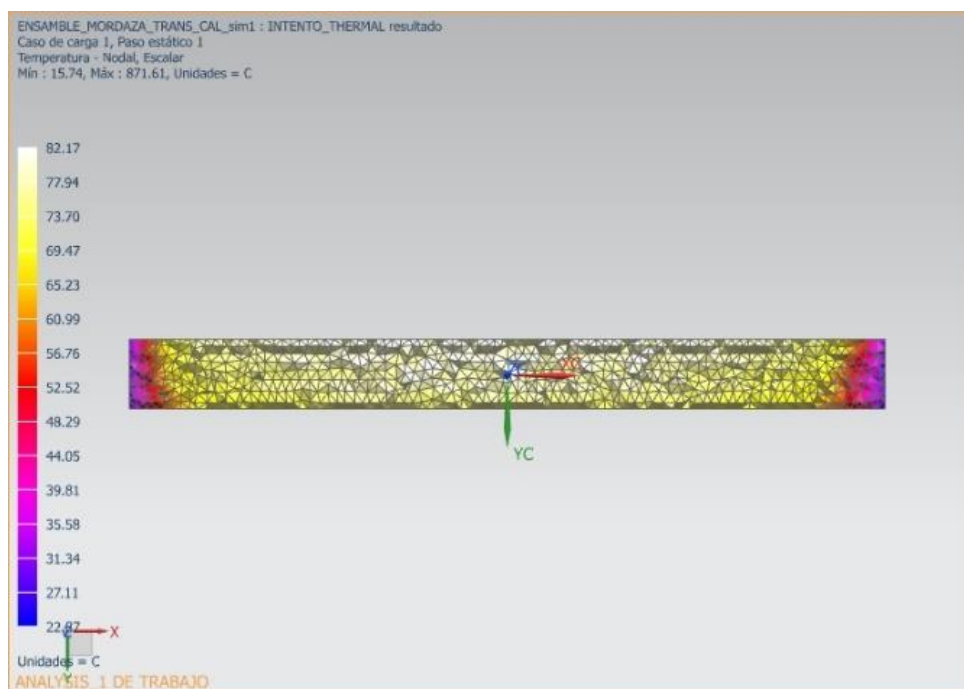 ENSAMBLE_MORDAZA_TRANS_CAL_sim1 : INTENTO_THERMAL resultado
Caso de carga 1, Paso estático 1
Temperatura - Nodal, Escalar
Mín : 15.74, Máx : 871.61, Unidades = C
82.17
77.94
73.70
69.47
65.23
60.99
56.76
52.52
48.29
44.05
39.81
35.58
31.34
27.11
YC
X
Y
Unidades = C
ANALYSIS_1 DE TRABAJO